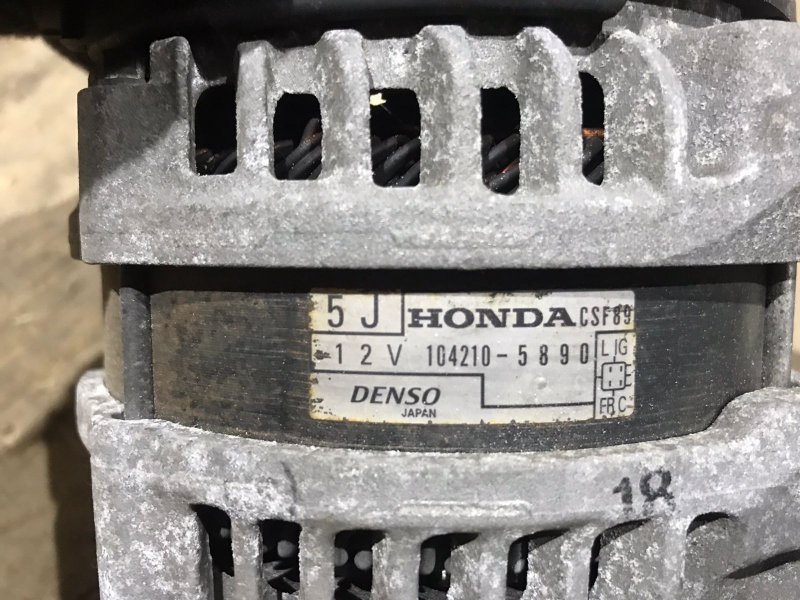 5J HONDA CSF89
12V 104210-5890 L IG
DENSO
JAPAN
FR C
18